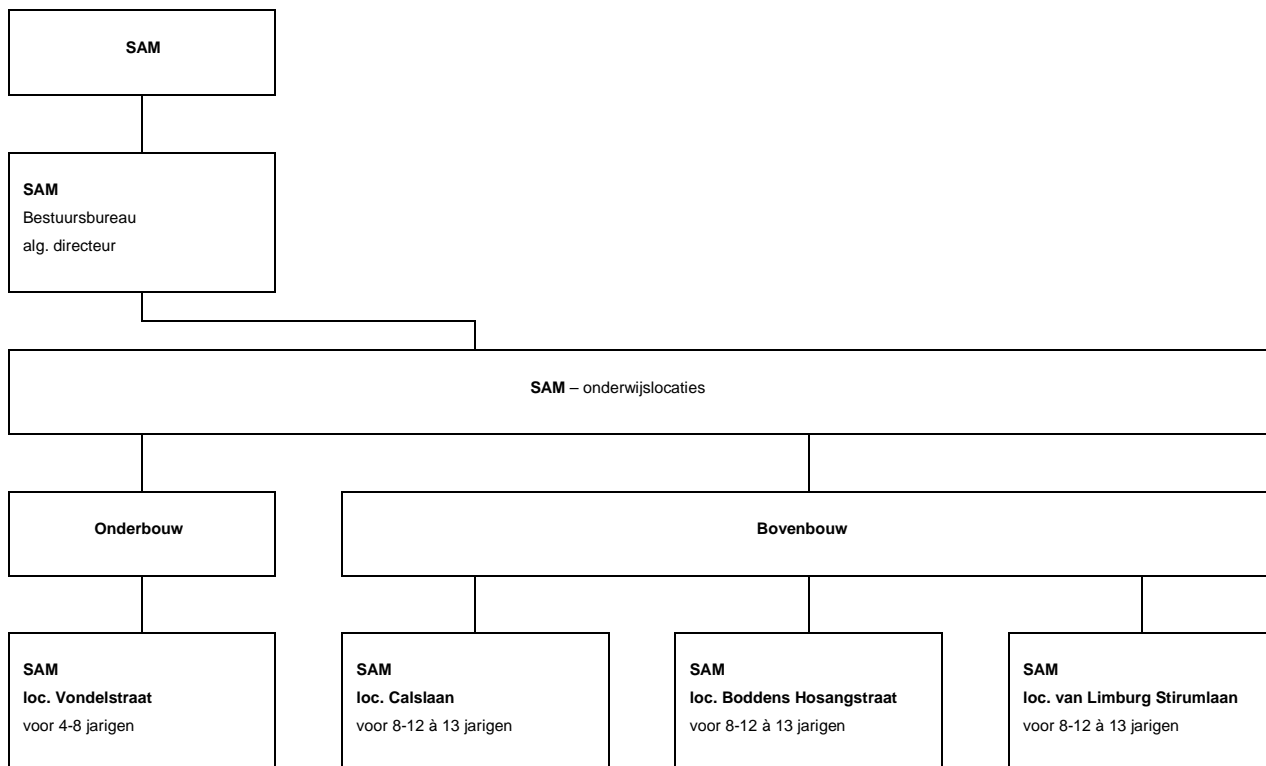 SAM
SAM
Bestuursbureau
alg. directeur
SAM – onderwijslocaties
Onderbouw
Bovenbouw
SAM
loc. Vondelstraat
voor 4-8 jarigen
SAM
loc. Calslaan
voor 8-12 à 13 jarigen
SAM
loc. Boddens Hosangstraat
voor 8-12 à 13 jarigen
SAM
loc. van Limburg Stirumlaan
voor 8-12 à 13 jarigen